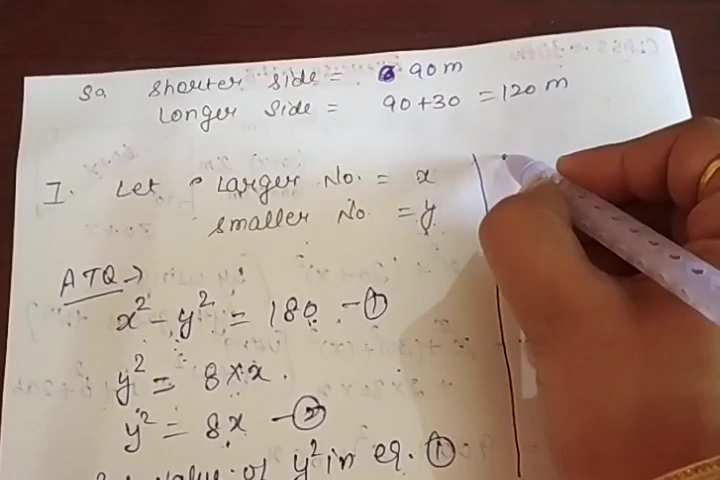 So Shorter side = 90 m
Longer side = 90+30 = 120 m
I. Let Larger No. = x
smaller No = y
ATQ→
x² - y² = 180 -①
y² = 8×x.
y² = 8x -②
value of y² in eq. ①